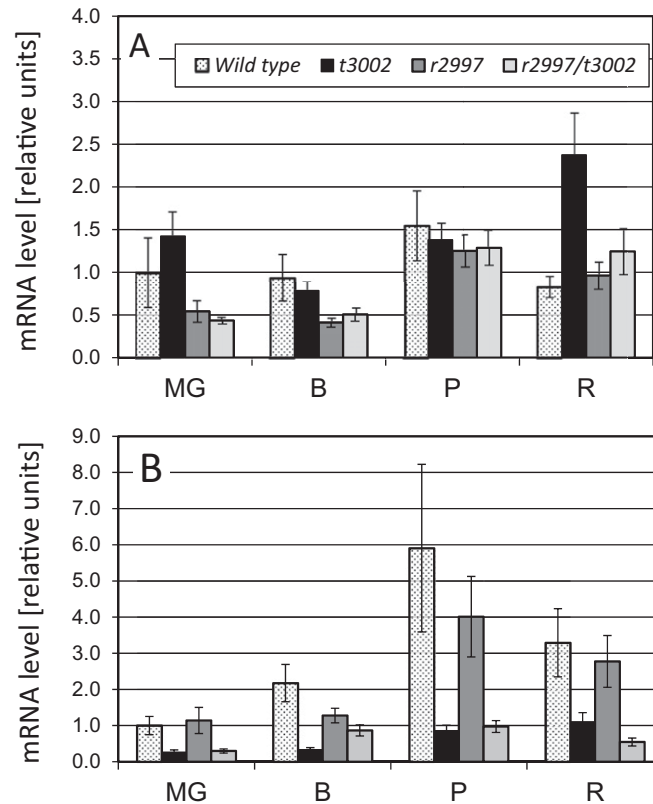 4.0
A
Wild type t3002 r2997 r2997/t3002
3.5
3.0
2.5
2.0
1.5
1.0
0.5
0.0
mRNA level [relative units]
MG B P R
9.0
B
8.0
7.0
6.0
5.0
4.0
3.0
2.0
1.0
0.0
mRNA level [relative units]
MG B P R